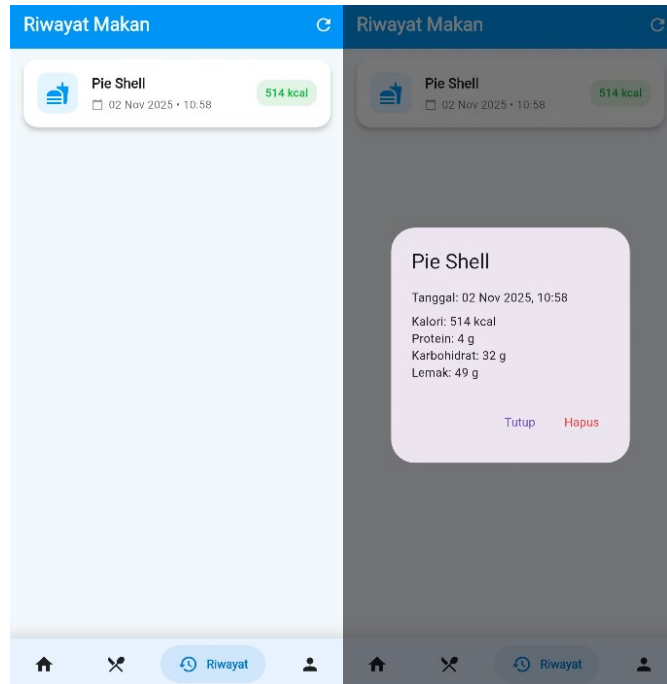 Riwayat Makan
Pie Shell
02 Nov 2025 • 10:58
514 kcal
Riwayat
Riwayat Makan
Pie Shell
02 Nov 2025 • 10:58
514 kcal
Pie Shell
Tanggal: 02 Nov 2025, 10:58
Kalori: 514 kcal
Protein: 4 g
Karbohidrat: 32 g
Lemak: 49 g
Tutup Hapus
Riwayat